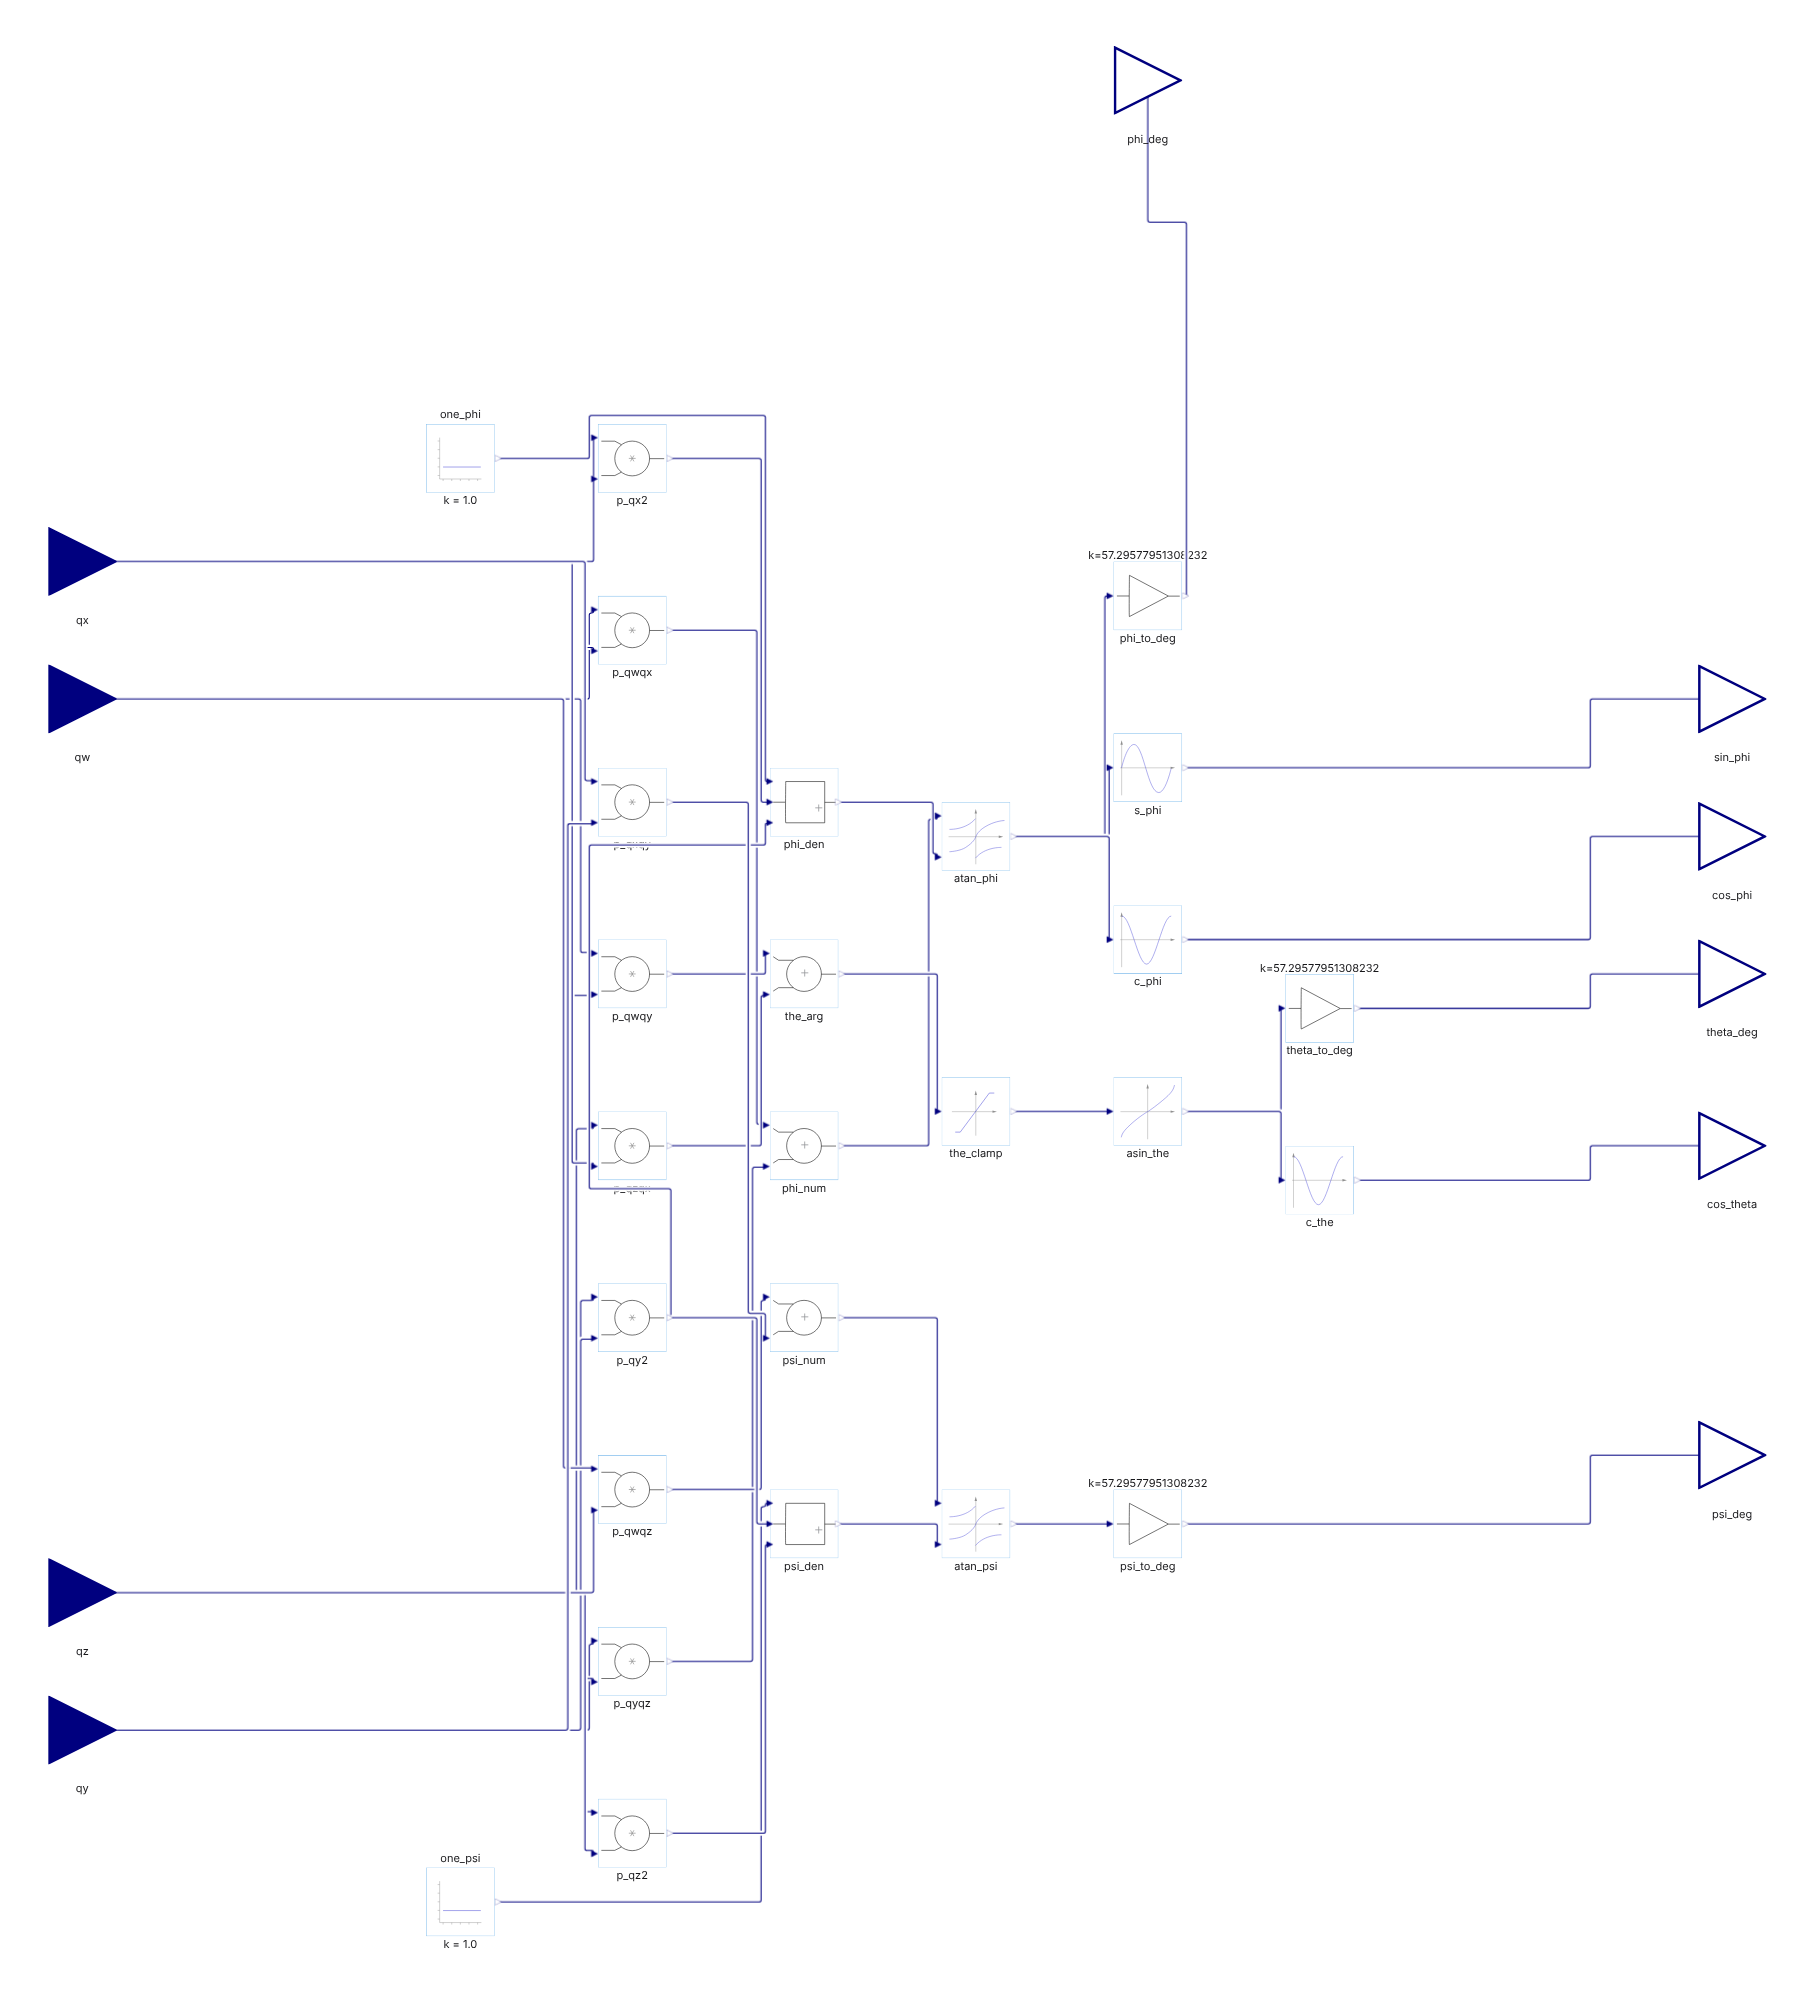 phi_deg
one_phi
k = 1.0
p_qx2
k=57.29577951308232
qx
phi_to_deg
p_qwqx
qw
sin_phi
s_phi
phi_den
atan_phi
cos_phi
k=57.29577951308232
c_phi
p_qwqy
the_arg
theta_deg
theta_to_deg
the_clamp
asin_the
phi_num
cos_theta
c_the
p_qy2
psi_num
k=57.29577951308232
psi_deg
p_qwqz
psi_den
atan_psi
psi_to_deg
qz
p_qyqz
qy
one_psi
p_qz2
k = 1.0